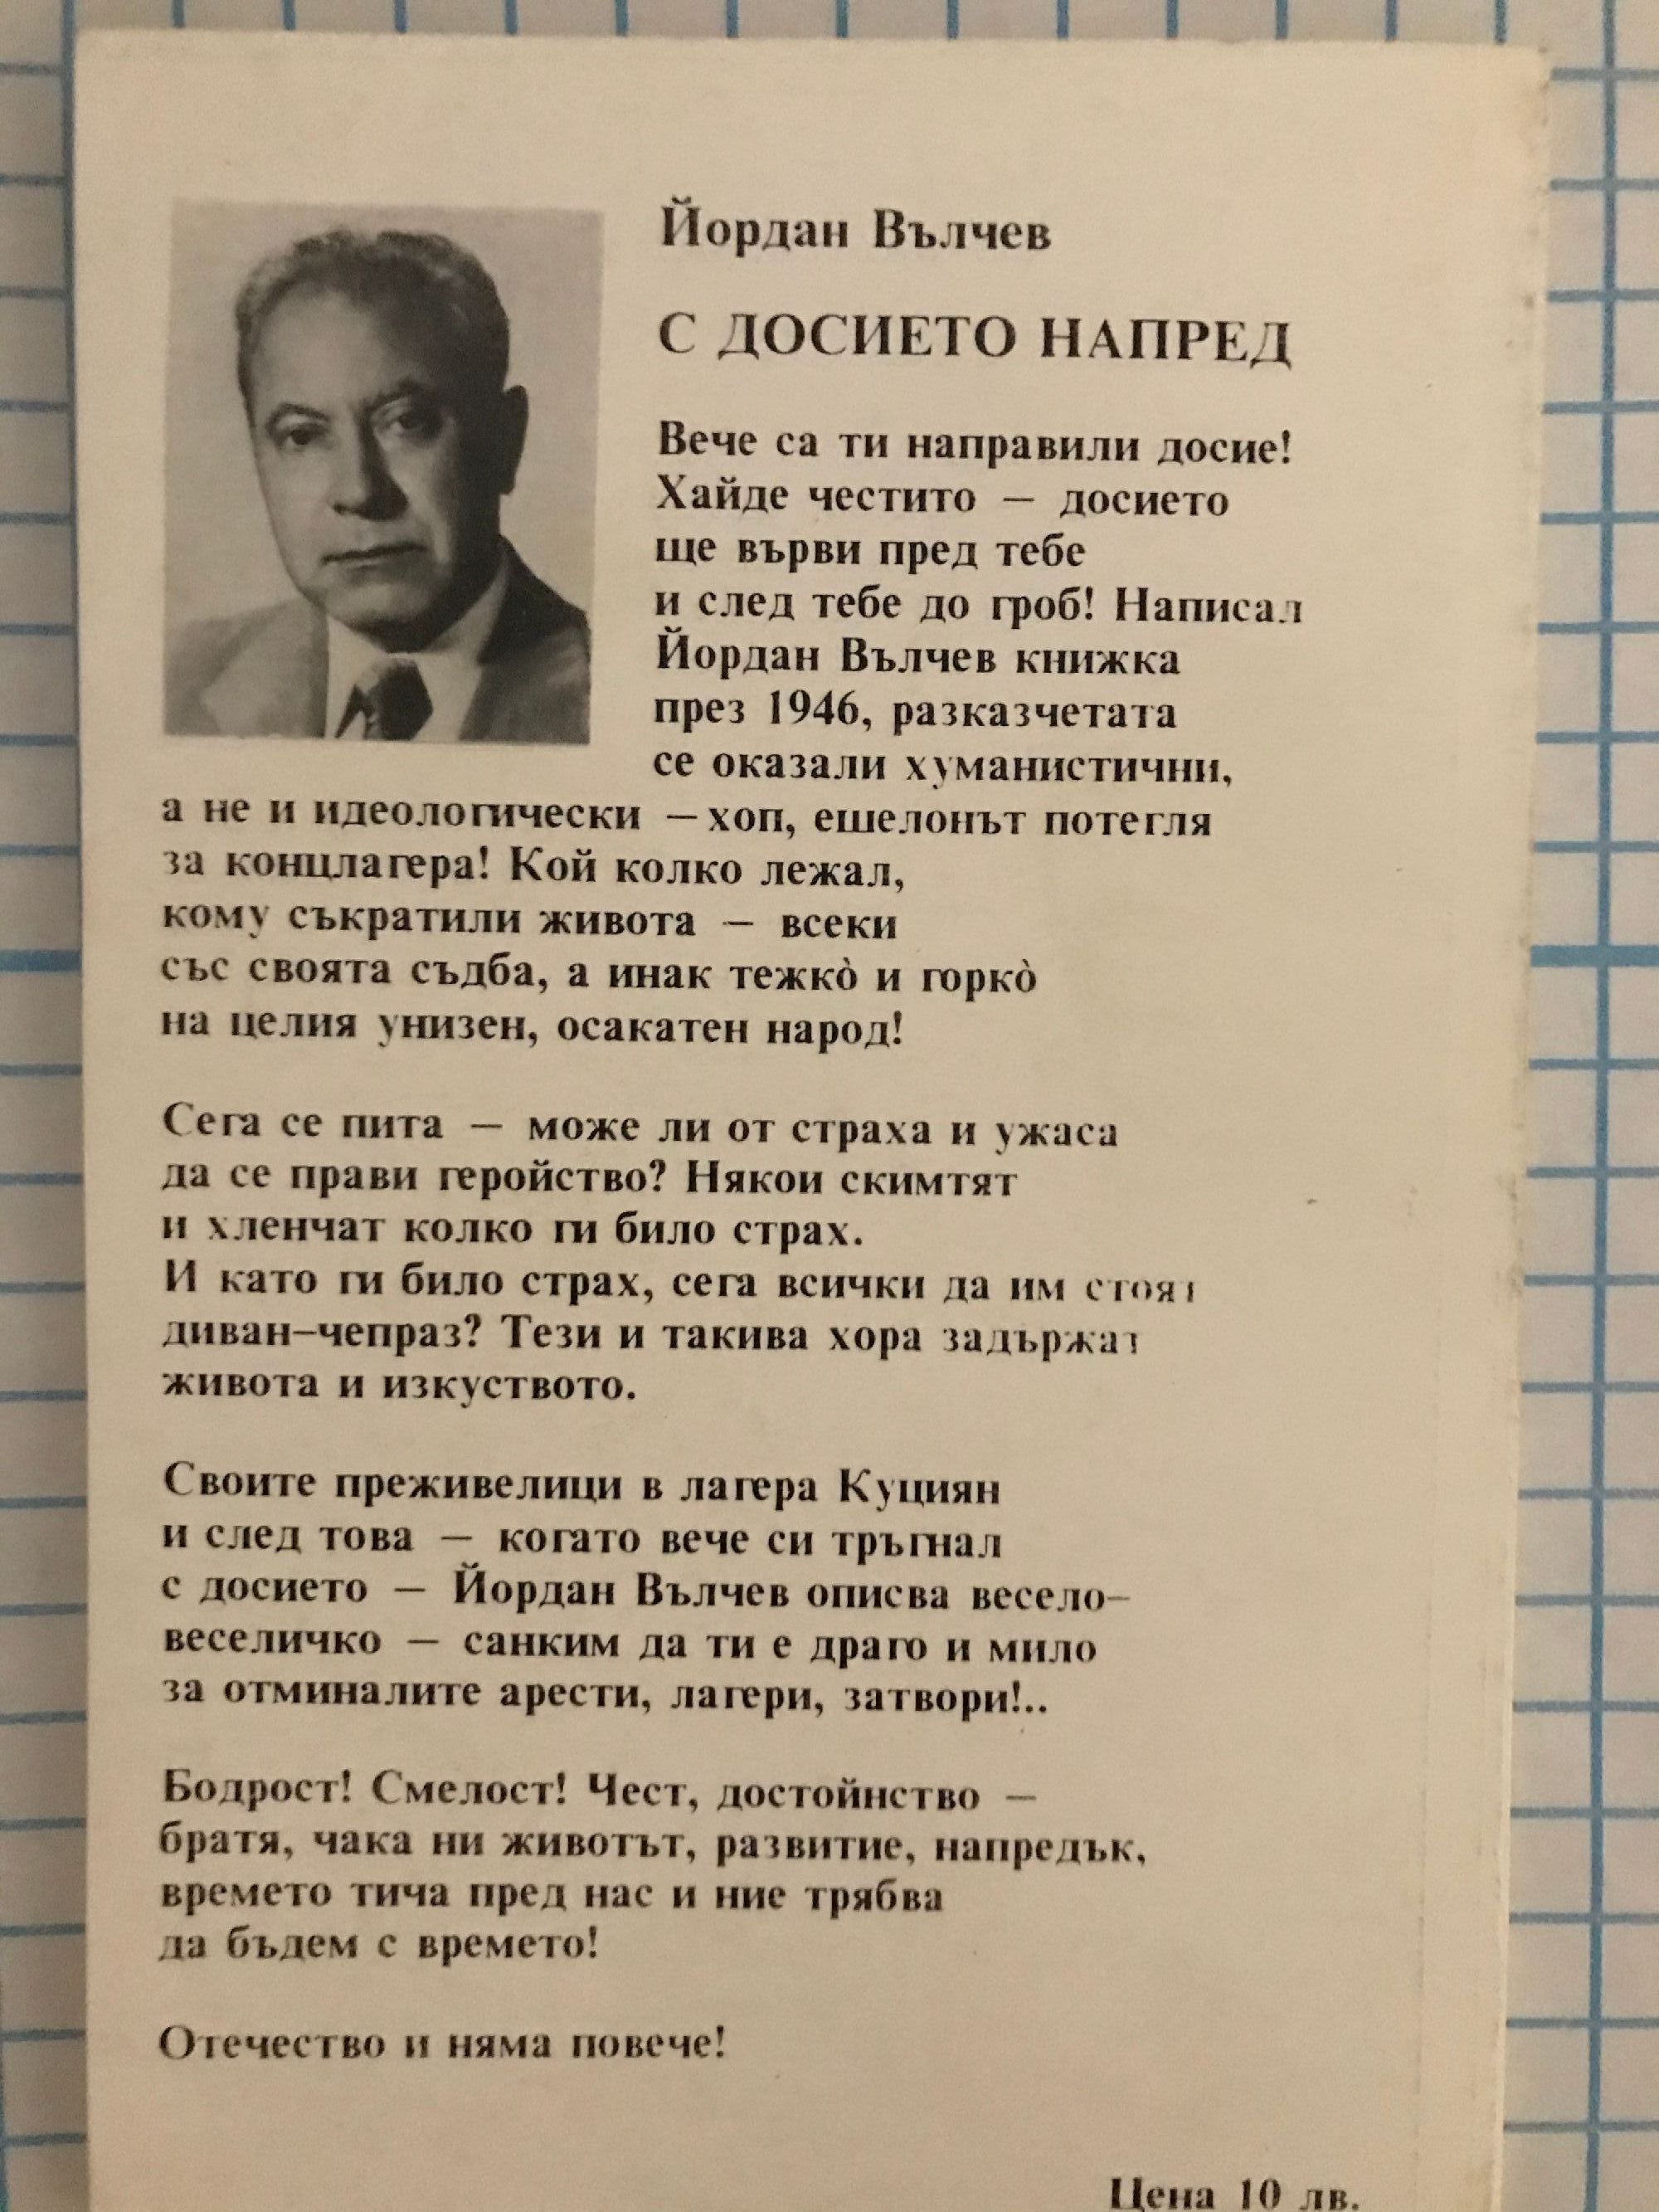 Йордан Вълчев
С ДОСИЕТО НАПРЕД
Вече са ти направили досие!
Хайде честито — досието
ще върви пред тебе
и след тебе до гроб! Написал
Йордан Вълчев книжка
през 1946, разказчетата
се оказали хуманистични,
а не и идеологически — хоп, ешелонът потегля
за концлагера! Кой колко лежал,
кому съкратили живота — всеки
със своята съдба, а инак тежкò и горкò
на целия унизен, осакатен народ!
Сега се пита — може ли от страха и ужаса
да се прави геройство? Някои скимтят
и хленчат колко ги било страх.
И като ги било страх, сега всички да им стоят
диван–чепраз? Тези и такива хора задържат
живота и изкуството.
Своите преживелици в лагера Куциян
и след това — когато вече си тръгнал
с досието — Йордан Вълчев описва весело–
веселичко — санким да ти е драго и мило
за отминалите арести, лагери, затвори!..
Бодрост! Смелост! Чест, достойнство —
братя, чака ни животът, развитие, напредък,
времето тича пред нас и ние трябва
да бъдем с времето!
Отечество и няма повече!
Цена 10 лв.